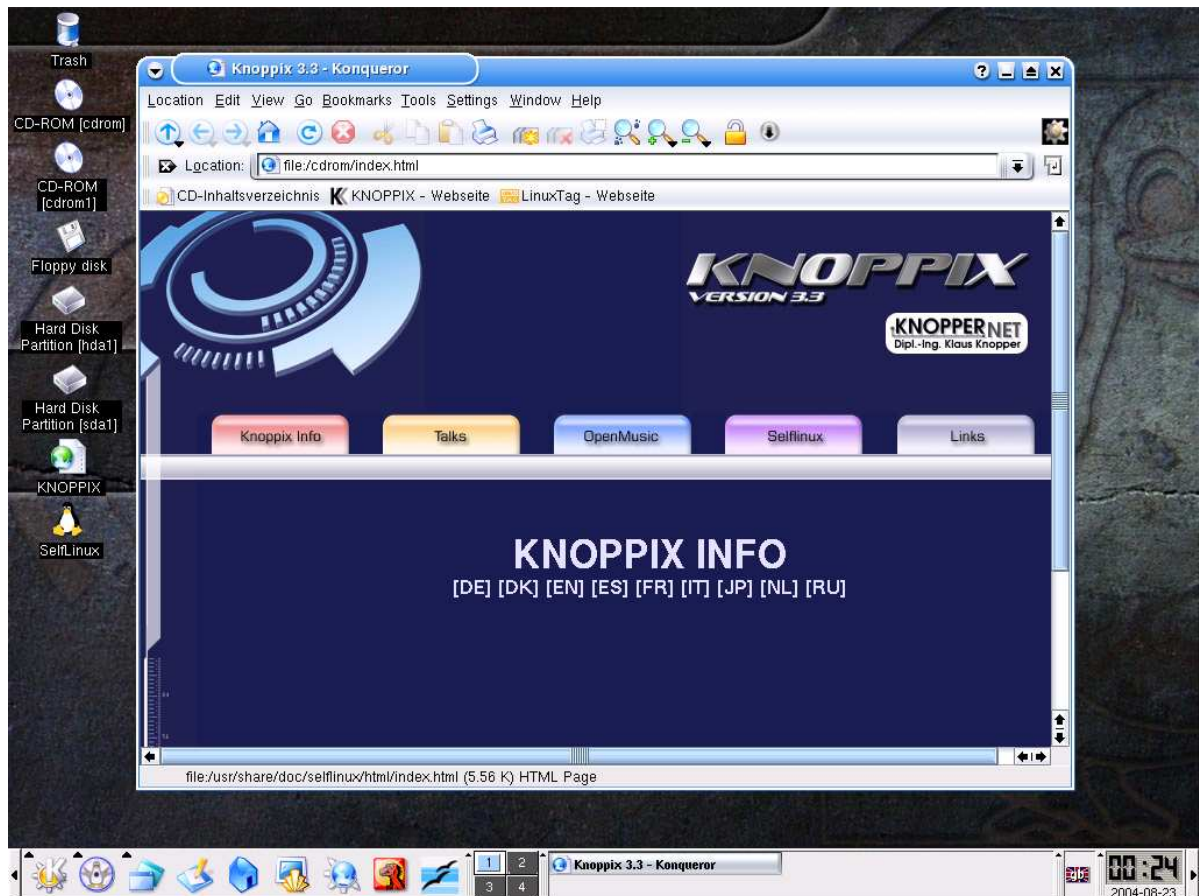 Trash
CD-ROM [cdrom]
CD-ROM
[cdrom1]
Floppy disk
Hard Disk
Partition [hda1]
Hard Disk
Partition [sda1]
KNOPPIX
SelfLinux
Knoppix 3.3 - Konqueror
Location Edit View Go Bookmarks Tools Settings Window Help
Location: file:/cdrom/index.html
CD-Inhaltsverzeichnis KNOPPIX - Webseite LinuxTag - Webseite
KNOPPIX
VERSION 3.3
KNOPPER NET
Dipl.-Ing. Klaus Knopper
Knoppix Info Talks OpenMusic Selflinux Links
KNOPPIX INFO
[DE] [DK] [EN] [ES] [FR] [IT] [JP] [NL] [RU]
file:/usr/share/doc/selflinux/html/index.html (5.56 K) HTML Page
1 2
3 4
Knoppix 3.3 - Konqueror
gb
00:24
2004-08-23